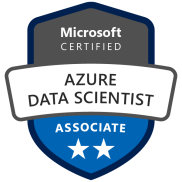 Microsoft
CERTIFIED
AZURE
DATA SCIENTIST
ASSOCIATE